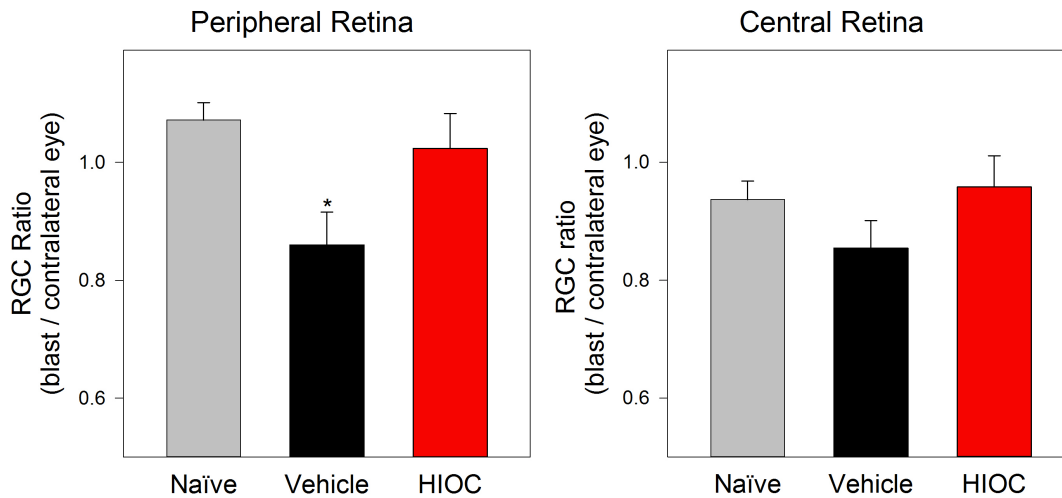 Peripheral Retina
RGC Ratio
(blast / contralateral eye)
1.0
0.8
0.6
*
Naïve Vehicle HIOC
Central Retina
RGC ratio
(blast / contralateral eye)
1.0
0.8
0.6
Naïve Vehicle HIOC